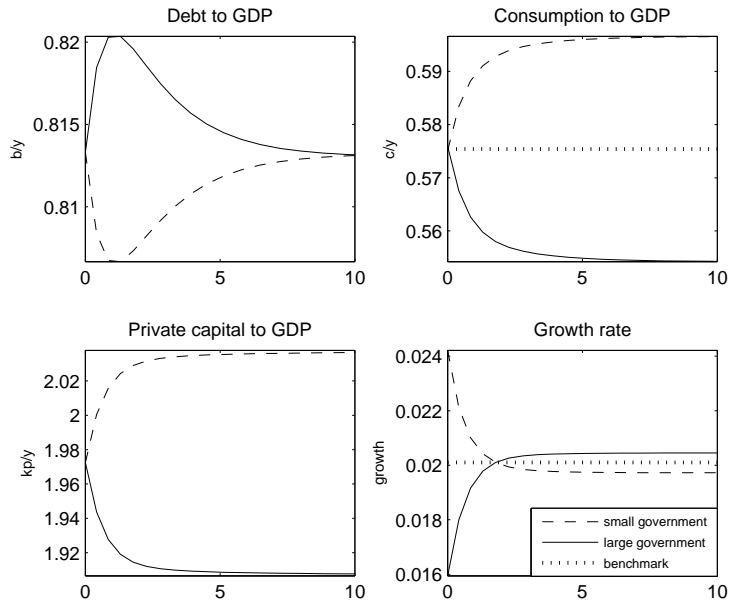 Debt to GDP
0.82
0.815
0.81
b/y
0
5
10
Consumption to GDP
0.59
0.58
0.57
0.56
c/y
0
5
10
Private capital to GDP
2.02
2
1.98
1.96
1.94
1.92
kp/y
0
5
10
Growth rate
0.024
0.022
0.02
0.018
0.016
growth
0
5
10
small government
large government
benchmark